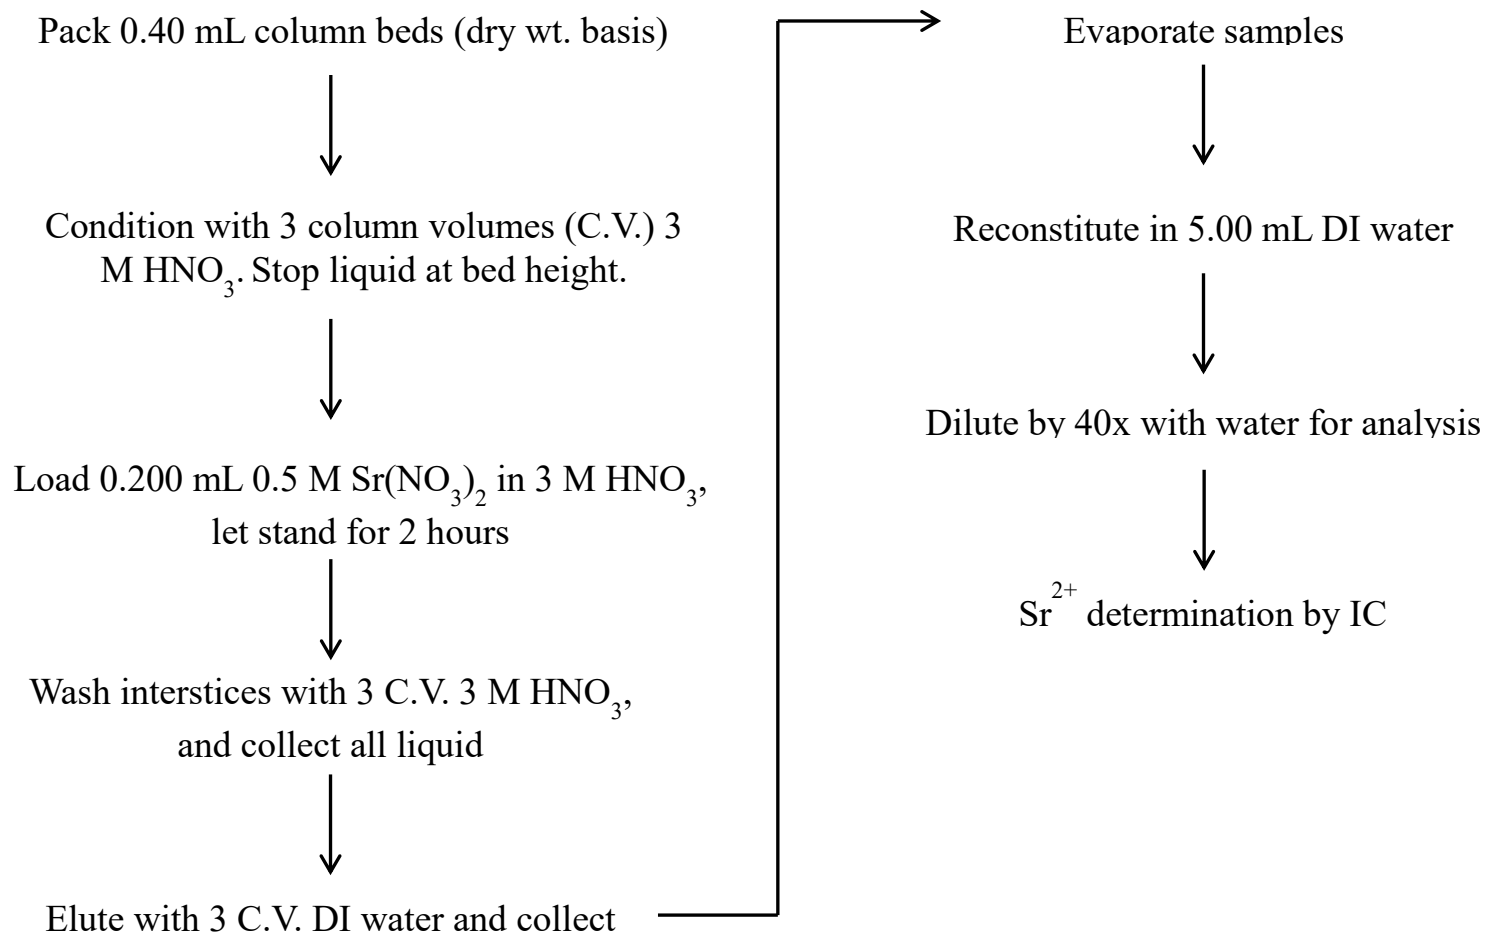 Pack 0.40 mL column beds (dry wt. basis)
Condition with 3 column volumes (C.V.) 3
M HNO₃. Stop liquid at bed height.
Load 0.200 mL 0.5 M Sr(NO₃)₂ in 3 M HNO₃,
let stand for 2 hours
Wash interstices with 3 C.V. 3 M HNO₃,
and collect all liquid
Elute with 3 C.V. DI water and collect
Evaporate samples
Reconstitute in 5.00 mL DI water
Dilute by 40x with water for analysis
Sr²⁺ determination by IC